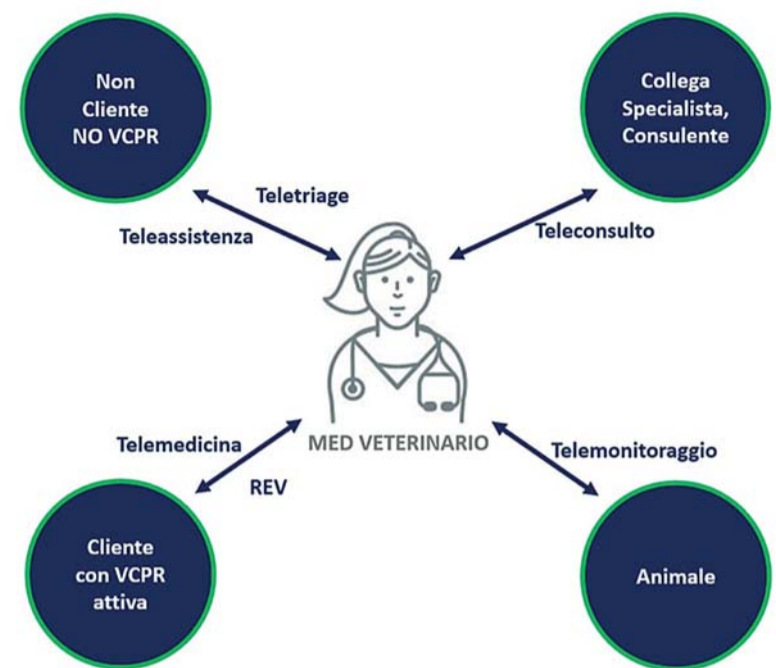 Non
Cliente
NO VCPR
Collega
Specialista,
Consulente
Teletriage
Teleassistenza
Teleconsulto
MED VETERINARIO
Telemedicina
REV
Telemonitoraggio
Cliente
con VCPR
attiva
Animale